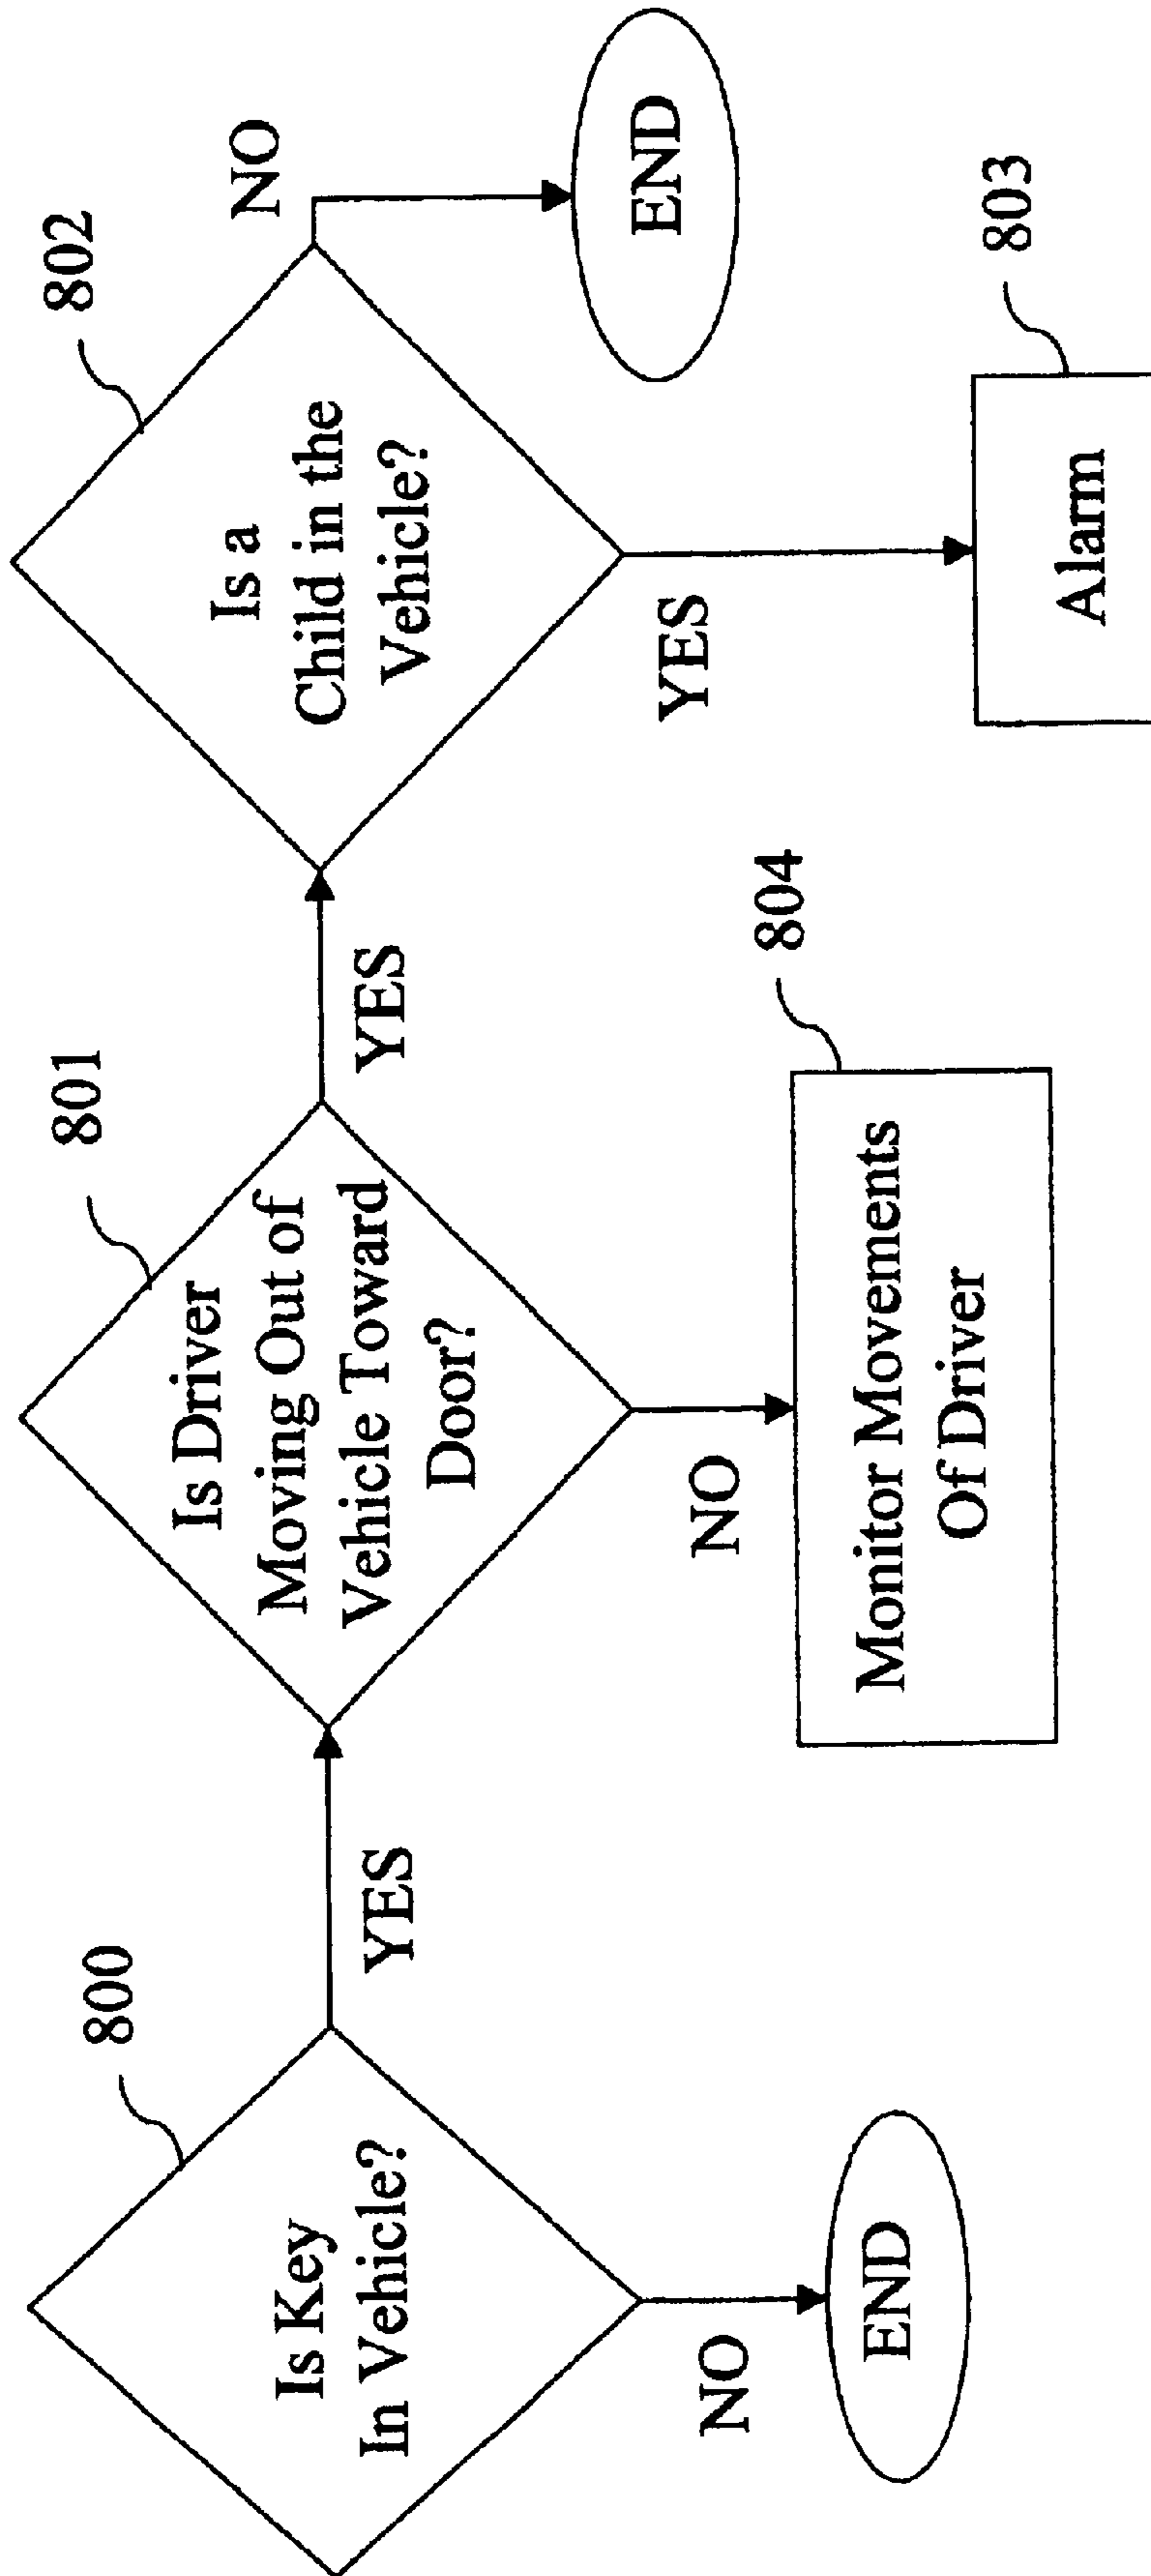 800
Is Key
In Vehicle?
YES
NO
END
801
Is Driver
Moving Out of
Vehicle Toward
Door?
YES
NO
804
Monitor Movements
Of Driver
802
Is a
Child in the
Vehicle?
NO
END
YES
803
Alarm